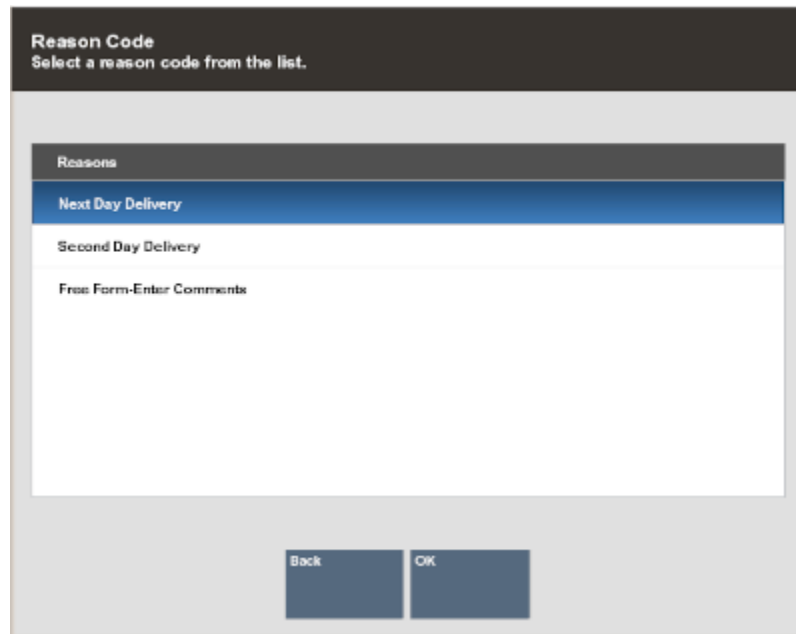 Reason Code
Select a reason code from the list.
Reasons
Next Day Delivery
Second Day Delivery
Free Form-Enter Comments
Back
OK